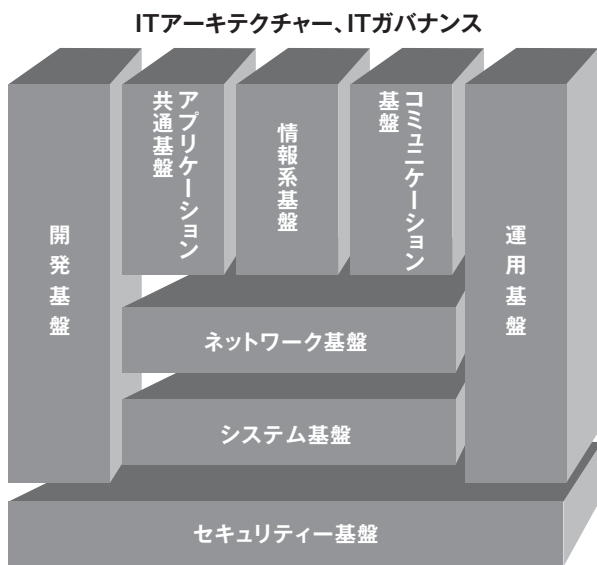 ITアーキテクチャー、ITガバナンス
開発基盤
アプリケーション
共通基盤
情報系基盤
コミュニケーション
基盤
運用基盤
ネットワーク基盤
システム基盤
セキュリティー基盤